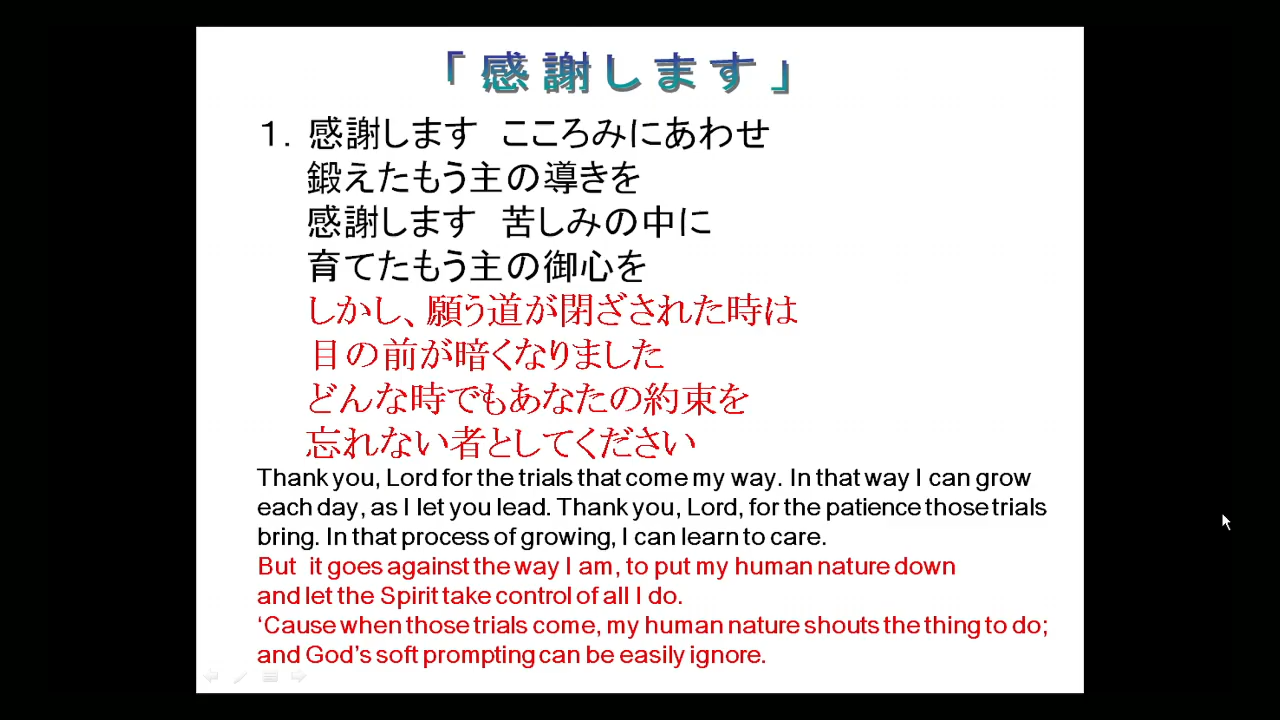 「感謝します」
１．感謝します　こころみにあわせ
鍛えたもう主の導きを
感謝します　苦しみの中に
育てたもう主の御心を
しかし、願う道が閉ざされた時は
目の前が暗くなりました
どんな時でもあなたの約束を
忘れない者としてください
Thank you, Lord for the trials that come my way. In that way I can grow
each day, as I let you lead. Thank you, Lord, for the patience those trials
bring. In that process of growing, I can learn to care.
But  it goes against the way I am, to put my human nature down
and let the Spirit take control of all I do.
‘Cause when those trials come, my human nature shouts the thing to do;
and God’s soft prompting can be easily ignore.